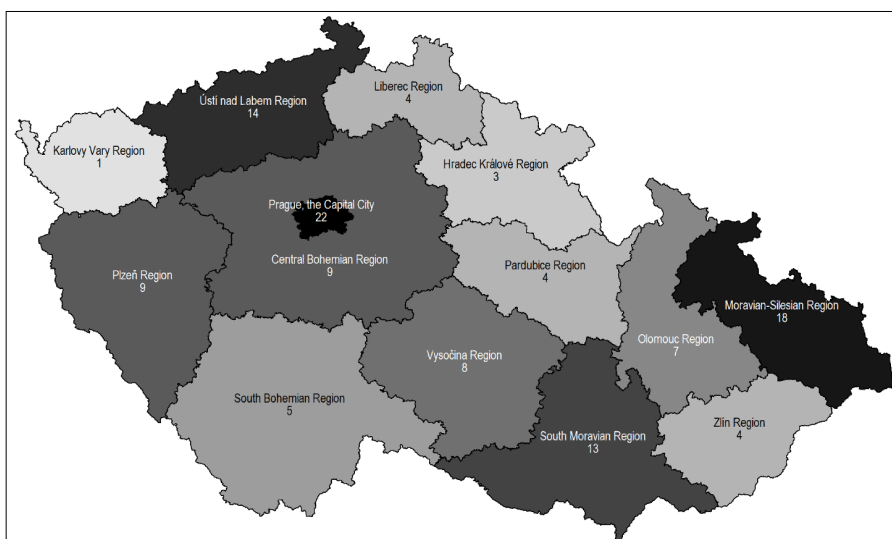 Liberec Region
4
Ústí nad Labem Region
14
Karlovy Vary Region
1
Hradec Králové Region
3
Prague, the Capital City
22
Central Bohemian Region
9
Plzeň Region
9
Pardubice Region
4
Moravian-Silesian Region
18
Olomouc Region
7
Vysočina Region
8
South Bohemian Region
5
Zlín Region
4
South Moravian Region
13